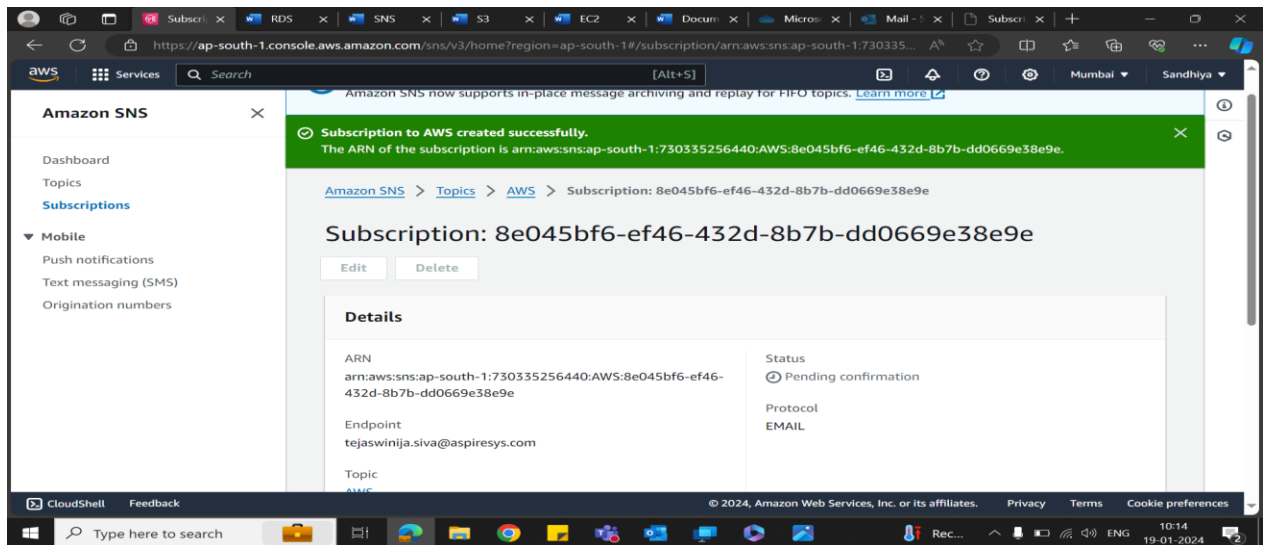 Subscrip
RDS
SNS
S3
EC2
Docum
Micros
Mail - S
Subscri
https://ap-south-1.console.aws.amazon.com/sns/v3/home?region=ap-south-1#/subscription/arn:aws:sns:ap-south-1:730335...
aws
Services
Search
[Alt+S]
Mumbai
Sandhiya
Amazon SNS now supports in-place message archiving and replay for FIFO topics. Learn more
Amazon SNS
Subscription to AWS created successfully.
The ARN of the subscription is arn:aws:sns:ap-south-1:730335256440:AWS:8e045bf6-ef46-432d-8b7b-dd0669e38e9e.
Dashboard
Topics
Subscriptions
Mobile
Push notifications
Text messaging (SMS)
Origination numbers
Amazon SNS > Topics > AWS > Subscription: 8e045bf6-ef46-432d-8b7b-dd0669e38e9e
Subscription: 8e045bf6-ef46-432d-8b7b-dd0669e38e9e
Edit Delete
Details
ARN
arn:aws:sns:ap-south-1:730335256440:AWS:8e045bf6-ef46-
432d-8b7b-dd0669e38e9e
Endpoint
tejaswinija.siva@aspiresys.com
Topic
AWS
Status
Pending confirmation
Protocol
EMAIL
CloudShell Feedback
© 2024, Amazon Web Services, Inc. or its affiliates. Privacy Terms Cookie preferences
Type here to search
Rec...
ENG
10:14
19-01-2024
2